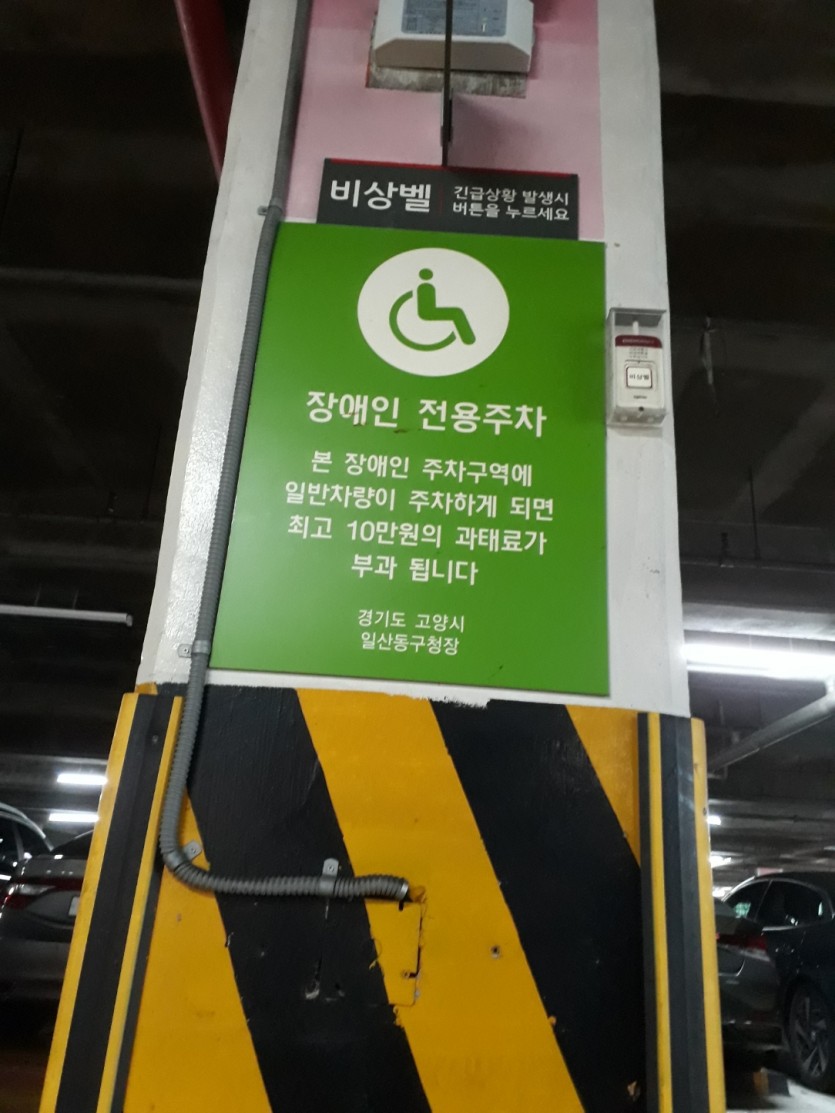 비상벨
긴급상황 발생시
버튼을 누르세요
장애인 전용주차
본 장애인 주차구역에
일반차량이 주차하게 되면
최고 10만원의 과태료가
부과 됩니다
경기도 고양시
일산동구청장
비상벨